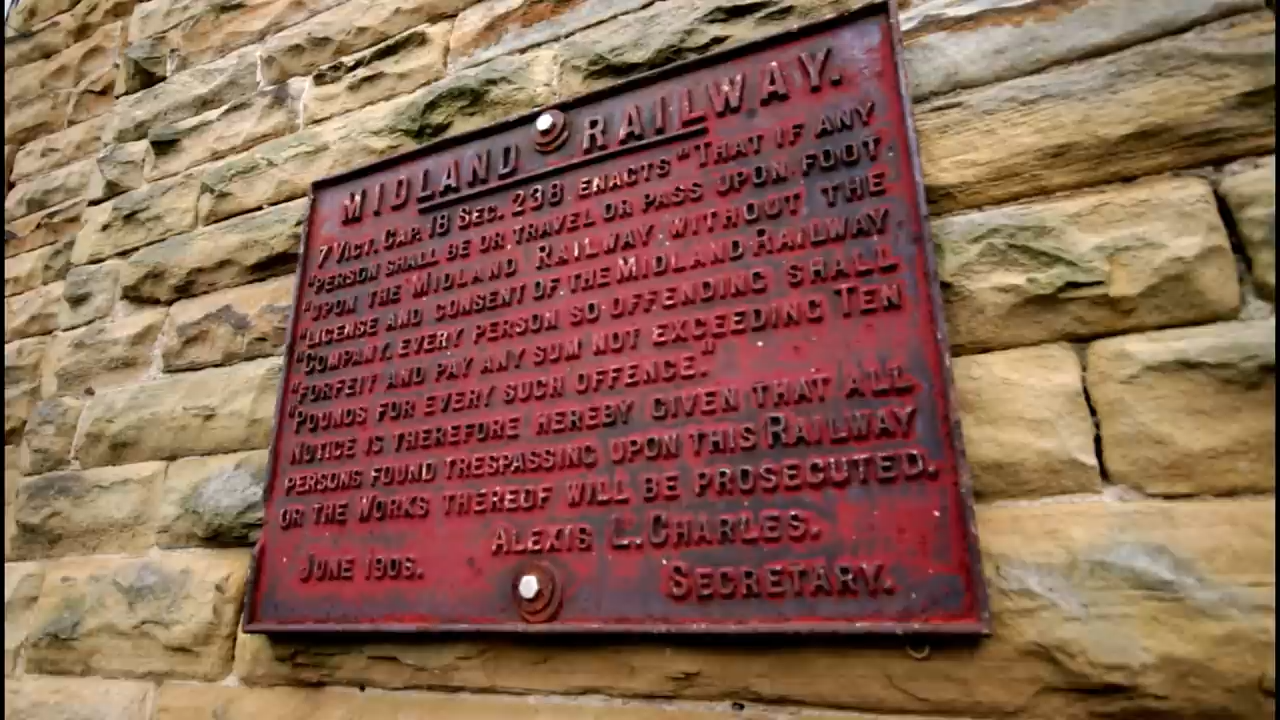 MIDLAND RAILWAY.
7 VICT. CAP. 18 SEC. 238 ENACTS "THAT IF ANY
"PERSON SHALL BE OR TRAVEL OR PASS UPON FOOT
"UPON THE MIDLAND RAILWAY WITHOUT THE
"LICENSE AND CONSENT OF THE MIDLAND RAILWAY
"COMPANY, EVERY PERSON SO OFFENDING SHALL
"FORFEIT AND PAY ANY SUM NOT EXCEEDING TEN
"POUNDS FOR EVERY SUCH OFFENCE."
NOTICE IS THEREFORE HEREBY GIVEN THAT ALL
PERSONS FOUND TRESPASSING UPON THIS RAILWAY
OR THE WORKS THEREOF WILL BE PROSECUTED.
ALEXIS L. CHARLES.
JUNE 1906. SECRETARY.